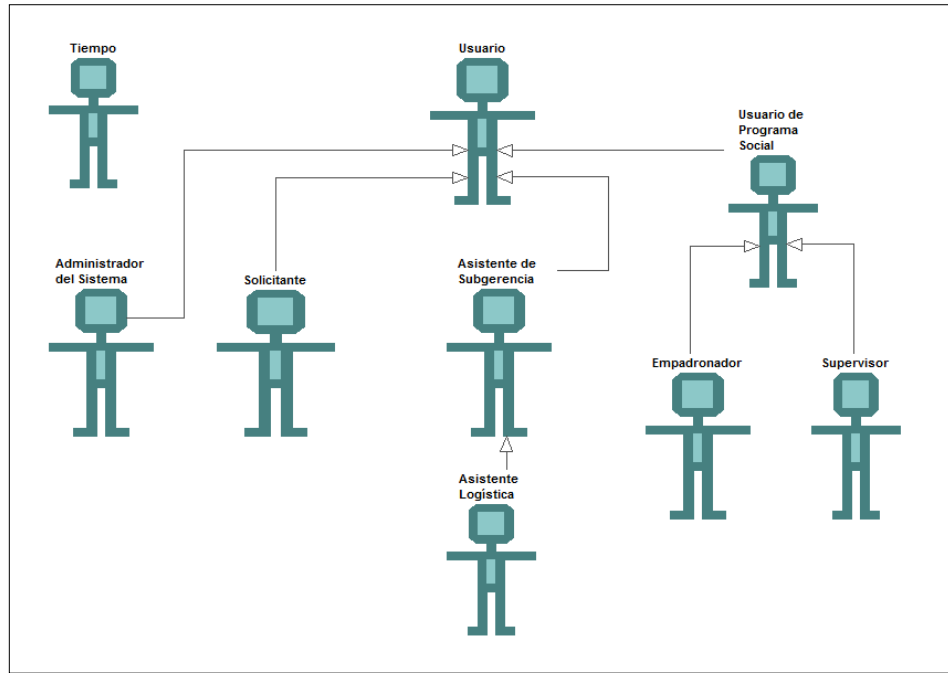 Tiempo
Usuario
Usuario de
Programa
Social
Administrador
del Sistema
Solicitante
Asistente de
Subgerencia
Empadronador
Supervisor
Asistente
Logística